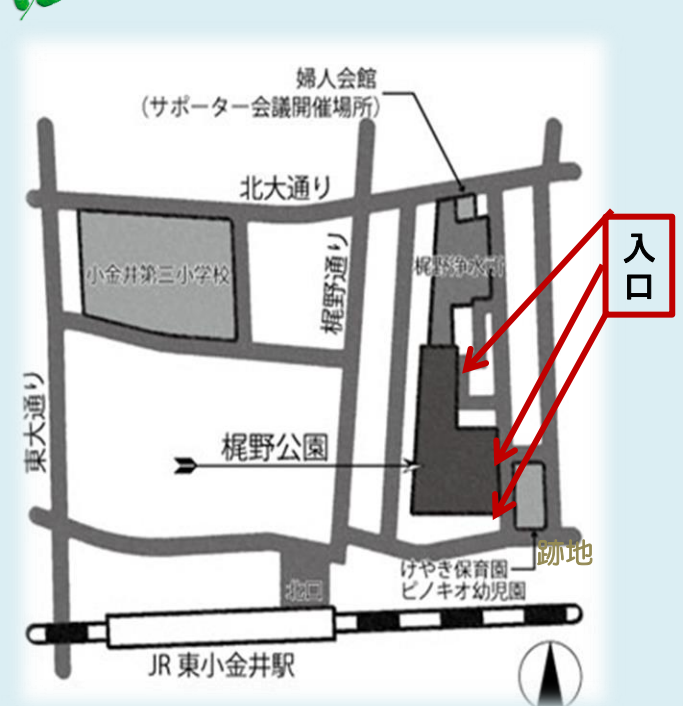 婦人会館
(サポーター会議開催場所)
北大通り
小金井第三小学校
梶野通り
梶野浄水所
入口
東大通り
梶野公園
跡地
けやき保育園
ピノキオ幼児園
北口
JR 東小金井駅